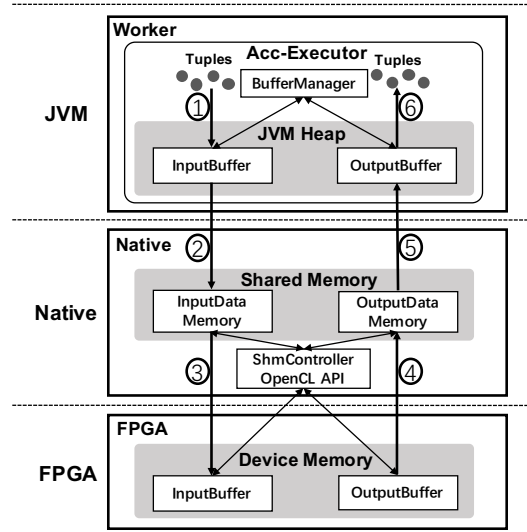 Worker
Acc-Executor
Tuples
Tuples
BufferManager
①
⑥
JVM
JVM Heap
InputBuffer
OutputBuffer
Native
②
⑤
Shared Memory
Native
InputData
Memory
OutputData
Memory
ShmController
OpenCL API
③
④
FPGA
FPGA
Device Memory
InputBuffer
OutputBuffer